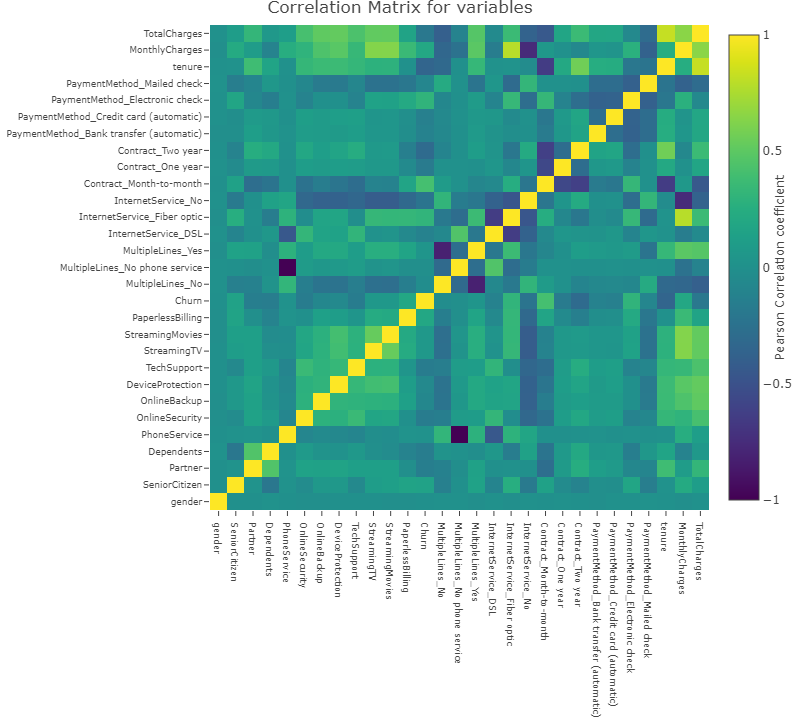 Correlation Matrix for variables
TotalCharges
MonthlyCharges
tenure
PaymentMethod_Mailed check
PaymentMethod_Electronic check
PaymentMethod_Credit card (automatic)
PaymentMethod_Bank transfer (automatic)
Contract_Two year
Contract_One year
Contract_Month-to-month
InternetService_No
InternetService_Fiber optic
InternetService_DSL
MultipleLines_Yes
MultipleLines_No phone service
MultipleLines_No
Churn
PaperlessBilling
StreamingMovies
StreamingTV
TechSupport
DeviceProtection
OnlineBackup
OnlineSecurity
PhoneService
Dependents
Partner
SeniorCitizen
gender
gender
SeniorCitizen
Partner
Dependents
PhoneService
OnlineSecurity
OnlineBackup
DeviceProtection
TechSupport
StreamingTV
StreamingMovies
PaperlessBilling
Churn
MultipleLines_No
MultipleLines_No phone service
MultipleLines_Yes
InternetService_DSL
InternetService_Fiber optic
InternetService_No
Contract_Month-to-month
Contract_One year
Contract_Two year
PaymentMethod_Bank transfer (automatic)
PaymentMethod_Credit card (automatic)
PaymentMethod_Electronic check
PaymentMethod_Mailed check
tenure
MonthlyCharges
TotalCharges
1
0.5
0
−0.5
−1
Pearson Correlation coefficient